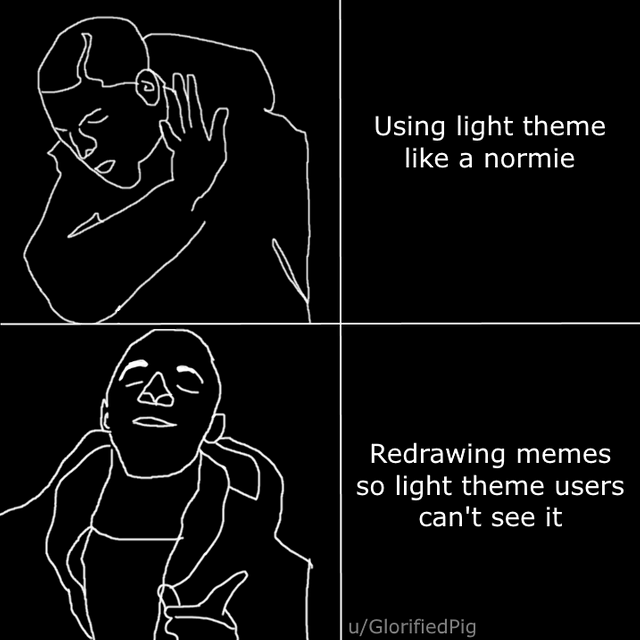 Using light theme
like a normie
Redrawing memes
so light theme users
can't see it
u/GlorifiedPig